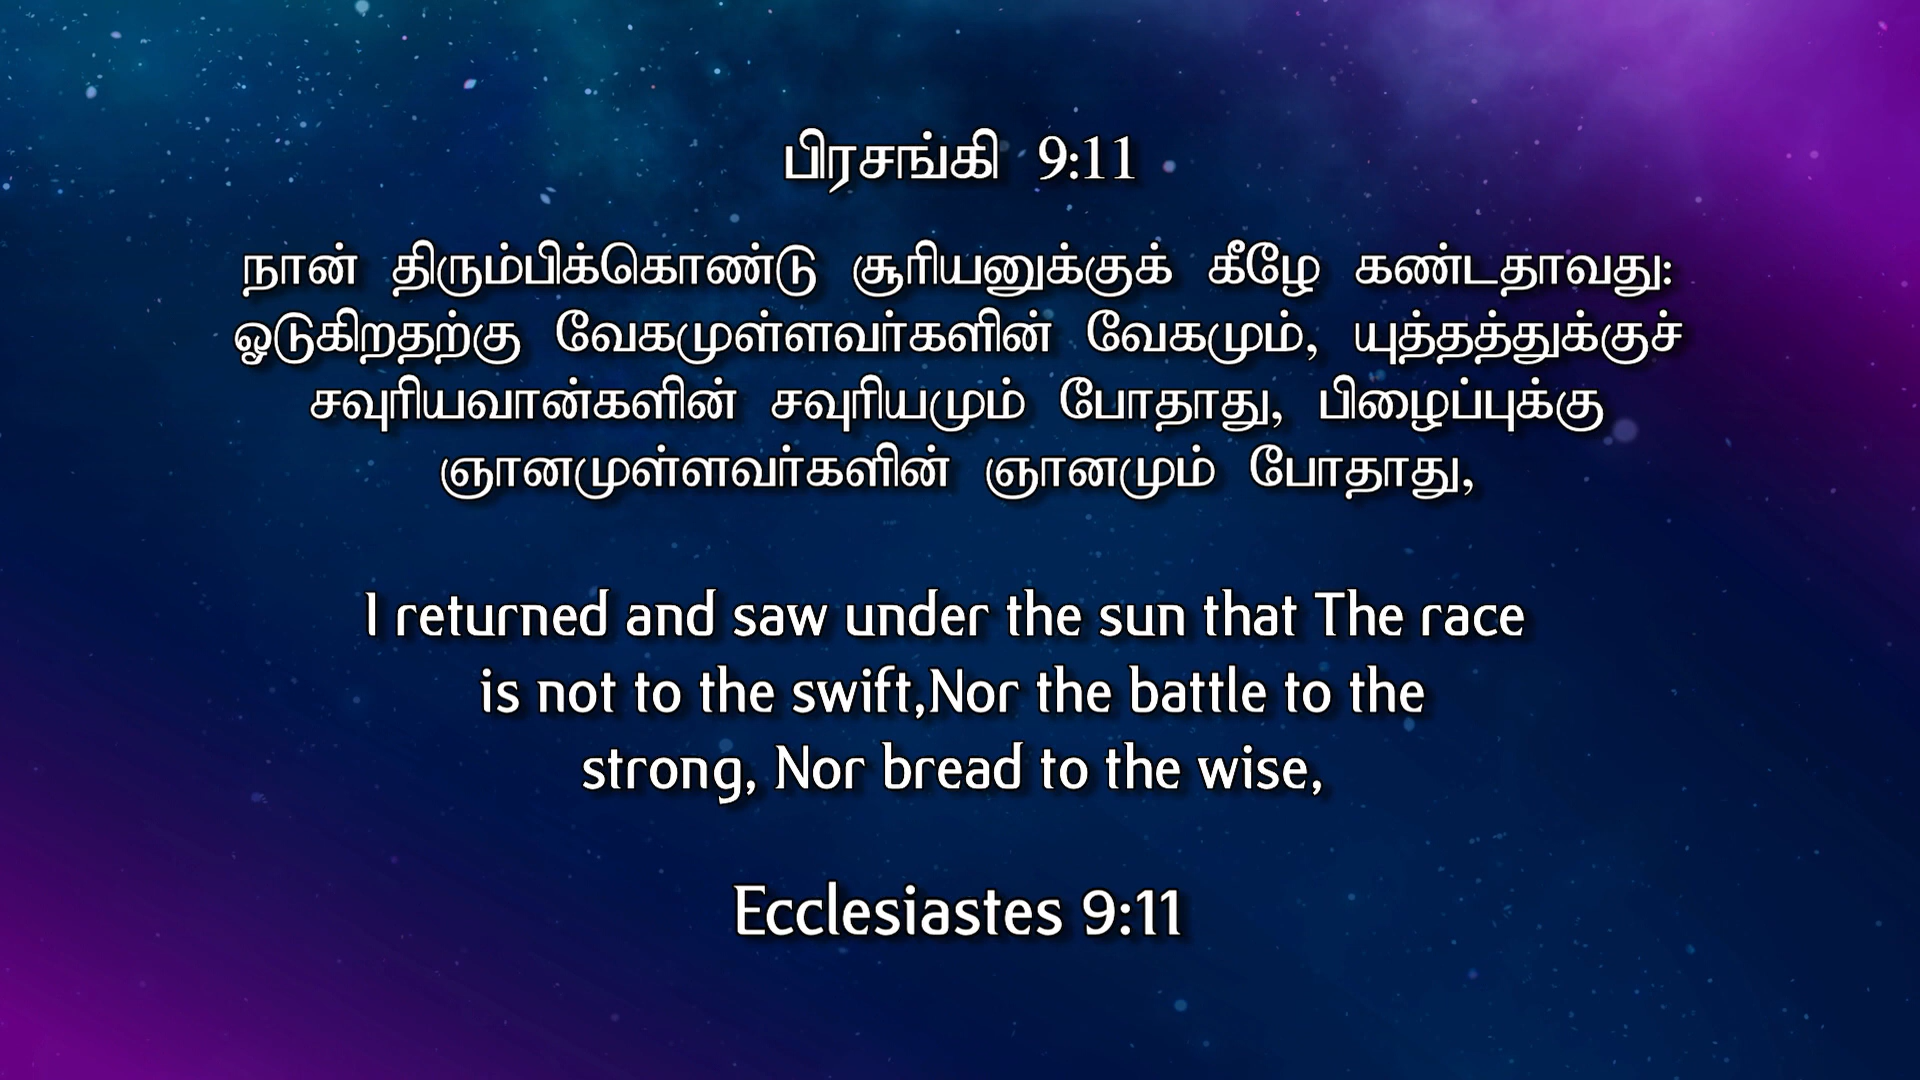 பிரசங்கி 9:11
நான் திரும்பிக்கொண்டு சூரியனுக்குக் கீழே கண்டதாவது:
ஓடுகிறதற்கு வேகமுள்ளவர்களின் வேகமும், யுத்தத்துக்குச்
சவுரியவான்களின் சவுரியமும் போதாது, பிழைப்புக்கு
ஞானமுள்ளவர்களின் ஞானமும் போதாது,
I returned and saw under the sun that The race
is not to the swift,Nor the battle to the
strong, Nor bread to the wise,
Ecclesiastes 9:11